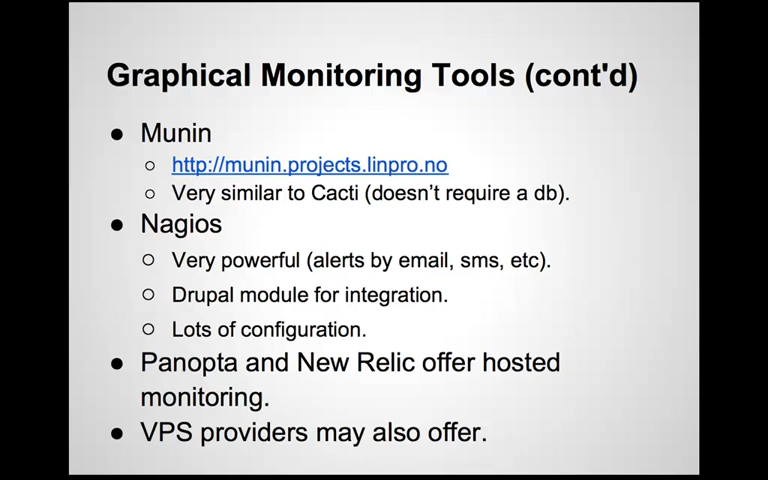 Graphical Monitoring Tools (cont'd)
● Munin
○ http://munin.projects.linpro.no
○ Very similar to Cacti (doesn’t require a db).
● Nagios
○ Very powerful (alerts by email, sms, etc).
○ Drupal module for integration.
○ Lots of configuration.
● Panopta and New Relic offer hosted
monitoring.
● VPS providers may also offer.